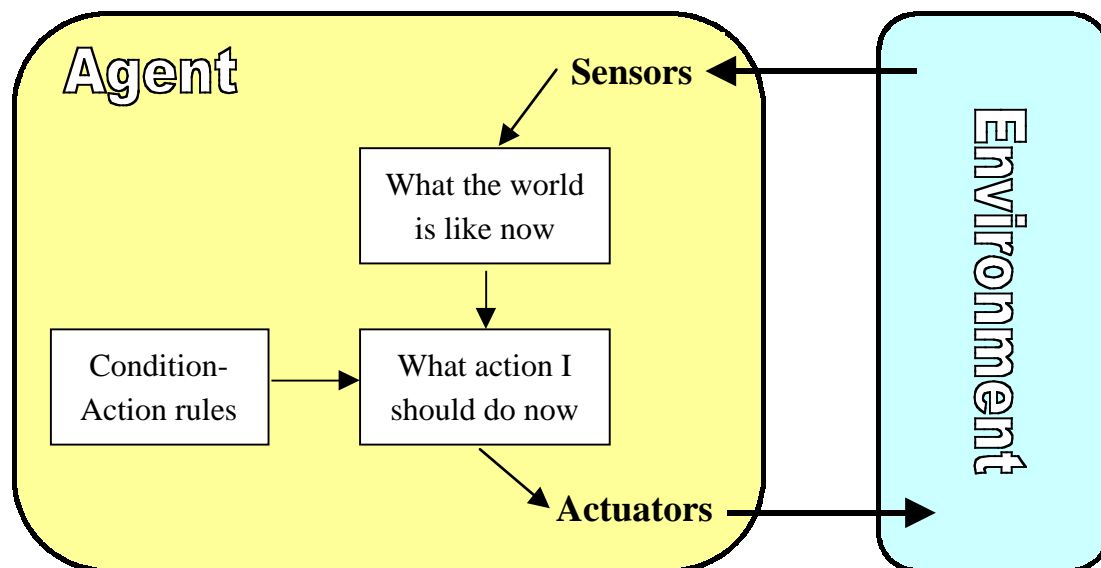 Agent
Sensors
What the world
is like now
Condition-
Action rules
What action I
should do now
Actuators
Environment